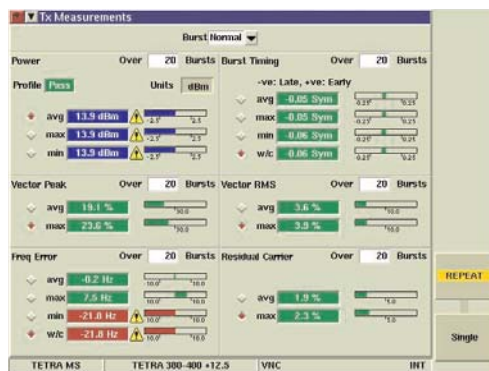 Tx Measurements
Burst Normal
Power Over 20 Bursts
Profile Pass Units dBm
avg 13.9 dBm
max 13.9 dBm
min 13.9 dBm
Burst Timing Over 20 Bursts
-ve: Late, +ve: Early
avg -0.05 Sym
max -0.05 Sym
min -0.06 Sym
w/c -0.06 Sym
Vector Peak Over 20 Bursts
avg 19.1 %
max 23.6 %
Vector RMS Over 20 Bursts
avg 3.6 %
max 3.9 %
Freq Error Over 20 Bursts
avg -0.2 Hz
max 7.5 Hz
min -21.8 Hz
w/c -21.8 Hz
Residual Carrier Over 20 Bursts
avg 1.9 %
max 2.3 %
REPEAT
Single
TETRA MS TETRA 380-400 +12.5 VNC INT